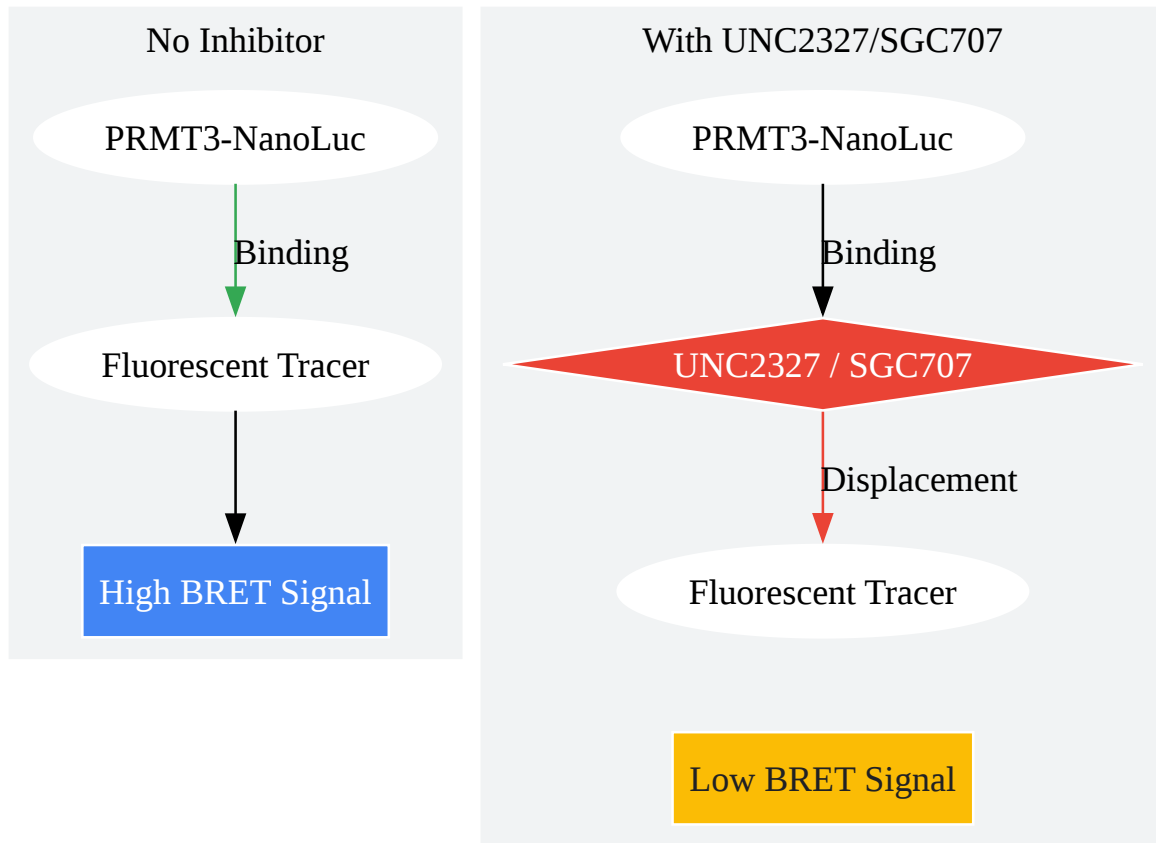 No Inhibitor
PRMT3-NanoLuc
Binding
Fluorescent Tracer
High BRET Signal
With UNC2327/SGC707
PRMT3-NanoLuc
Binding
UNC2327 / SGC707
Displacement
Fluorescent Tracer
Low BRET Signal